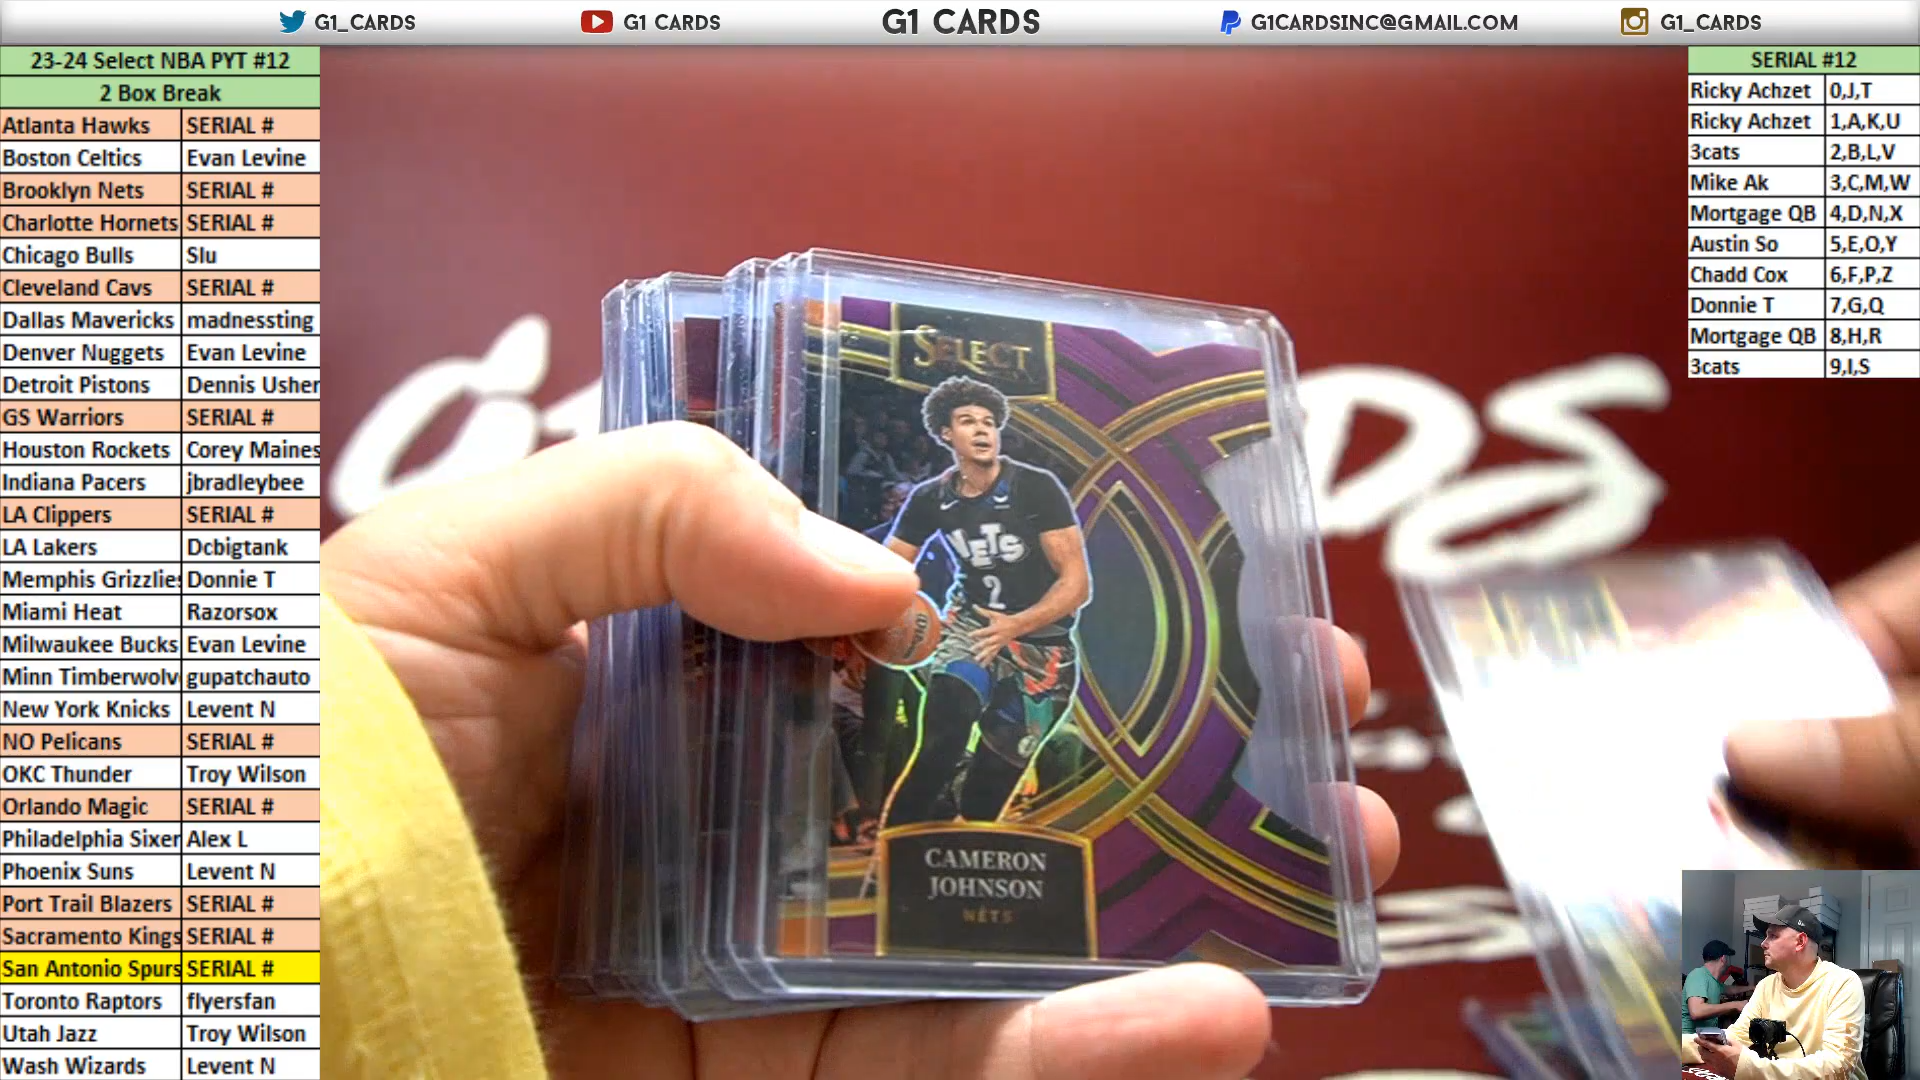 G1_CARDS
G1 CARDS
G1 CARDS
G1CARDSINC@GMAIL.COM
G1_CARDS
23-24 Select NBA PYT #12
2 Box Break
Atlanta Hawks SERIAL #
Boston Celtics Evan Levine
Brooklyn Nets SERIAL #
Charlotte Hornets SERIAL #
Chicago Bulls Slu
Cleveland Cavs SERIAL #
Dallas Mavericks madnessting
Denver Nuggets Evan Levine
Detroit Pistons Dennis Usher
GS Warriors SERIAL #
Houston Rockets Corey Maines
Indiana Pacers jbradleybee
LA Clippers SERIAL #
LA Lakers Dcbigtank
Memphis Grizzlies Donnie T
Miami Heat Razorsox
Milwaukee Bucks Evan Levine
Minn Timberwolv gupatchauto
New York Knicks Levent N
NO Pelicans SERIAL #
OKC Thunder Troy Wilson
Orlando Magic SERIAL #
Philadelphia Sixer Alex L
Phoenix Suns Levent N
Port Trail Blazers SERIAL #
Sacramento Kings SERIAL #
San Antonio Spurs SERIAL #
Toronto Raptors flyersfan
Utah Jazz Troy Wilson
Wash Wizards Levent N
SERIAL #12
Ricky Achzet 0,J,T
Ricky Achzet 1,A,K,U
3cats 2,B,L,V
Mike Ak 3,C,M,W
Mortgage QB 4,D,N,X
Austin So 5,E,O,Y
Chadd Cox 6,F,P,Z
Donnie T 7,G,Q
Mortgage QB 8,H,R
3cats 9,I,S
SELECT
NETS
2
CAMERON
JOHNSON
NETS